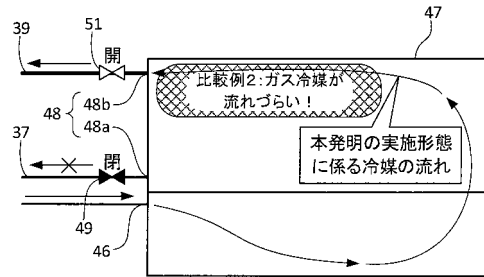 39
51
開
47
比較例2:ガス冷媒が
流れづらい！
48b
48
48a
37
本発明の実施形態
に係る冷媒の流れ
閉
49
46